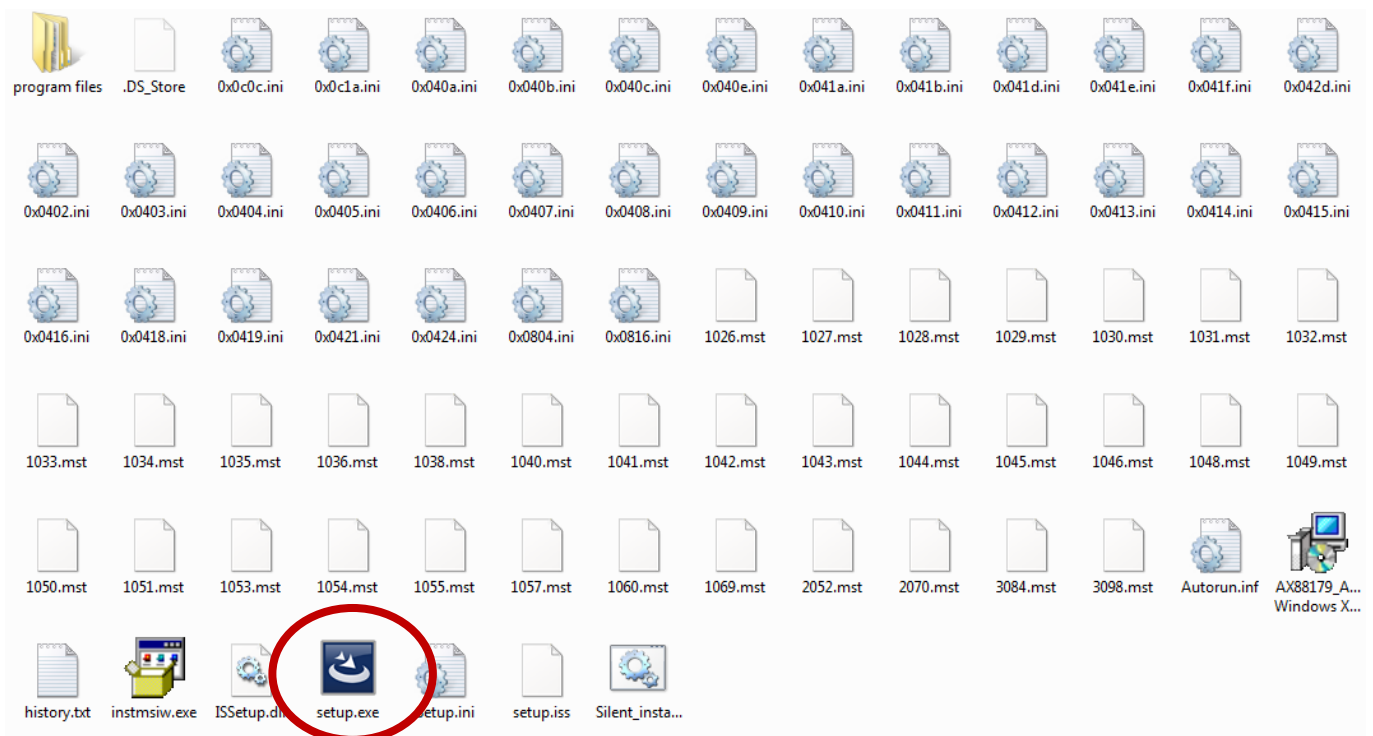 program files .DS_Store 0x0c0c.ini 0x0c1a.ini 0x040a.ini 0x040b.ini 0x040c.ini 0x040e.ini 0x041a.ini 0x041b.ini 0x041d.ini 0x041e.ini 0x041f.ini 0x042d.ini
0x0402.ini 0x0403.ini 0x0404.ini 0x0405.ini 0x0406.ini 0x0407.ini 0x0408.ini 0x0409.ini 0x0410.ini 0x0411.ini 0x0412.ini 0x0413.ini 0x0414.ini 0x0415.ini
0x0416.ini 0x0418.ini 0x0419.ini 0x0421.ini 0x0424.ini 0x0804.ini 0x0816.ini 1026.mst 1027.mst 1028.mst 1029.mst 1030.mst 1031.mst 1032.mst
1033.mst 1034.mst 1035.mst 1036.mst 1038.mst 1040.mst 1041.mst 1042.mst 1043.mst 1044.mst 1045.mst 1046.mst 1048.mst 1049.mst
1050.mst 1051.mst 1053.mst 1054.mst 1055.mst 1057.mst 1060.mst 1069.mst 2052.mst 2070.mst 3084.mst 3098.mst Autorun.inf AX88179_A...
Windows X...
history.txt instmsiw.exe ISSetup.dll setup.exe setup.ini setup.iss Silent_insta...